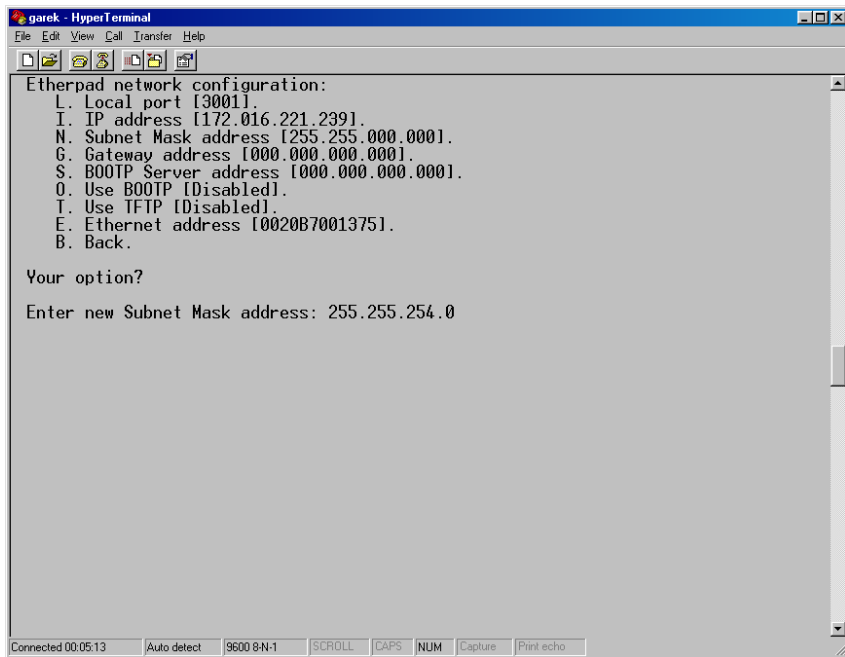 garek - HyperTerminal
File Edit View Call Transfer Help
Etherpad network configuration:
L. Local port [3001].
I. IP address [172.016.221.239].
N. Subnet Mask address [255.255.000.000].
G. Gateway address [000.000.000.000].
S. BOOTP Server address [000.000.000.000].
O. Use BOOTP [Disabled].
T. Use TFTP [Disabled].
E. Ethernet address [0020B7001375].
B. Back.
Your option?
Enter new Subnet Mask address: 255.255.254.0
Connected 00:05:13 Auto detect 9600 8-N-1 SCROLL CAPS NUM Capture Print echo